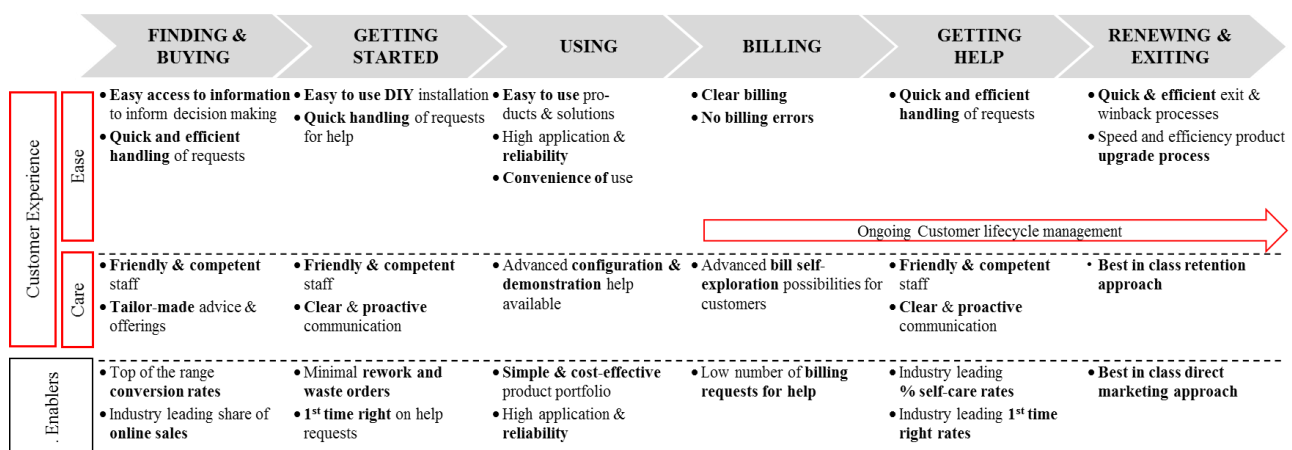 FINDING &
BUYING
GETTING
STARTED
USING
BILLING
GETTING
HELP
RENEWING &
EXITING
Customer Experience
Ease
• Easy access to information
to inform decision making
• Quick and efficient
handling of requests
• Easy to use DIY installation
• Quick handling of requests
for help
• Easy to use pro-
ducts & solutions
• High application &
reliability
• Convenience of use
• Clear billing
• No billing errors
• Quick and efficient
handling of requests
• Quick & efficient exit &
winback processes
• Speed and efficiency product
upgrade process
Ongoing Customer lifecycle management
Care
• Friendly & competent
staff
• Tailor-made advice &
offerings
• Friendly & competent
staff
• Clear & proactive
communication
• Advanced configuration &
demonstration help
available
• Advanced bill self-
exploration possibilities for
customers
• Friendly & competent
staff
• Clear & proactive
communication
• Best in class retention
approach
. Enablers
• Top of the range
conversion rates
• Industry leading share of
online sales
• Minimal rework and
waste orders
• 1st time right on help
requests
• Simple & cost-effective
product portfolio
• High application &
reliability
• Low number of billing
requests for help
• Industry leading
% self-care rates
• Industry leading 1st time
right rates
• Best in class direct
marketing approach